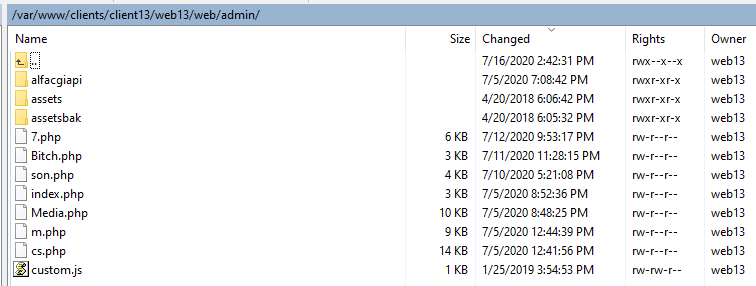 /var/www/clients/client13/web13/web/admin/
Name Size Changed Rights Owner
.. 7/16/2020 2:42:31 PM rwx--x--x web13
alfacgiapi 7/5/2020 7:08:42 PM rwxr-xr-x web13
assets 4/20/2018 6:06:42 PM rwxr-xr-x web13
assetsbak 4/20/2018 6:05:32 PM rwxr-xr-x web13
7.php 6 KB 7/12/2020 9:53:17 PM rw-r--r-- web13
Bitch.php 3 KB 7/11/2020 11:28:15 PM rw-r--r-- web13
son.php 4 KB 7/10/2020 5:21:08 PM rw-r--r-- web13
index.php 3 KB 7/5/2020 8:52:36 PM rw-r--r-- web13
Media.php 10 KB 7/5/2020 8:48:25 PM rw-r--r-- web13
m.php 9 KB 7/5/2020 12:44:39 PM rw-r--r-- web13
cs.php 14 KB 7/5/2020 12:41:56 PM rw-r--r-- web13
custom.js 1 KB 1/25/2019 3:54:53 PM rw-rw-r-- web13